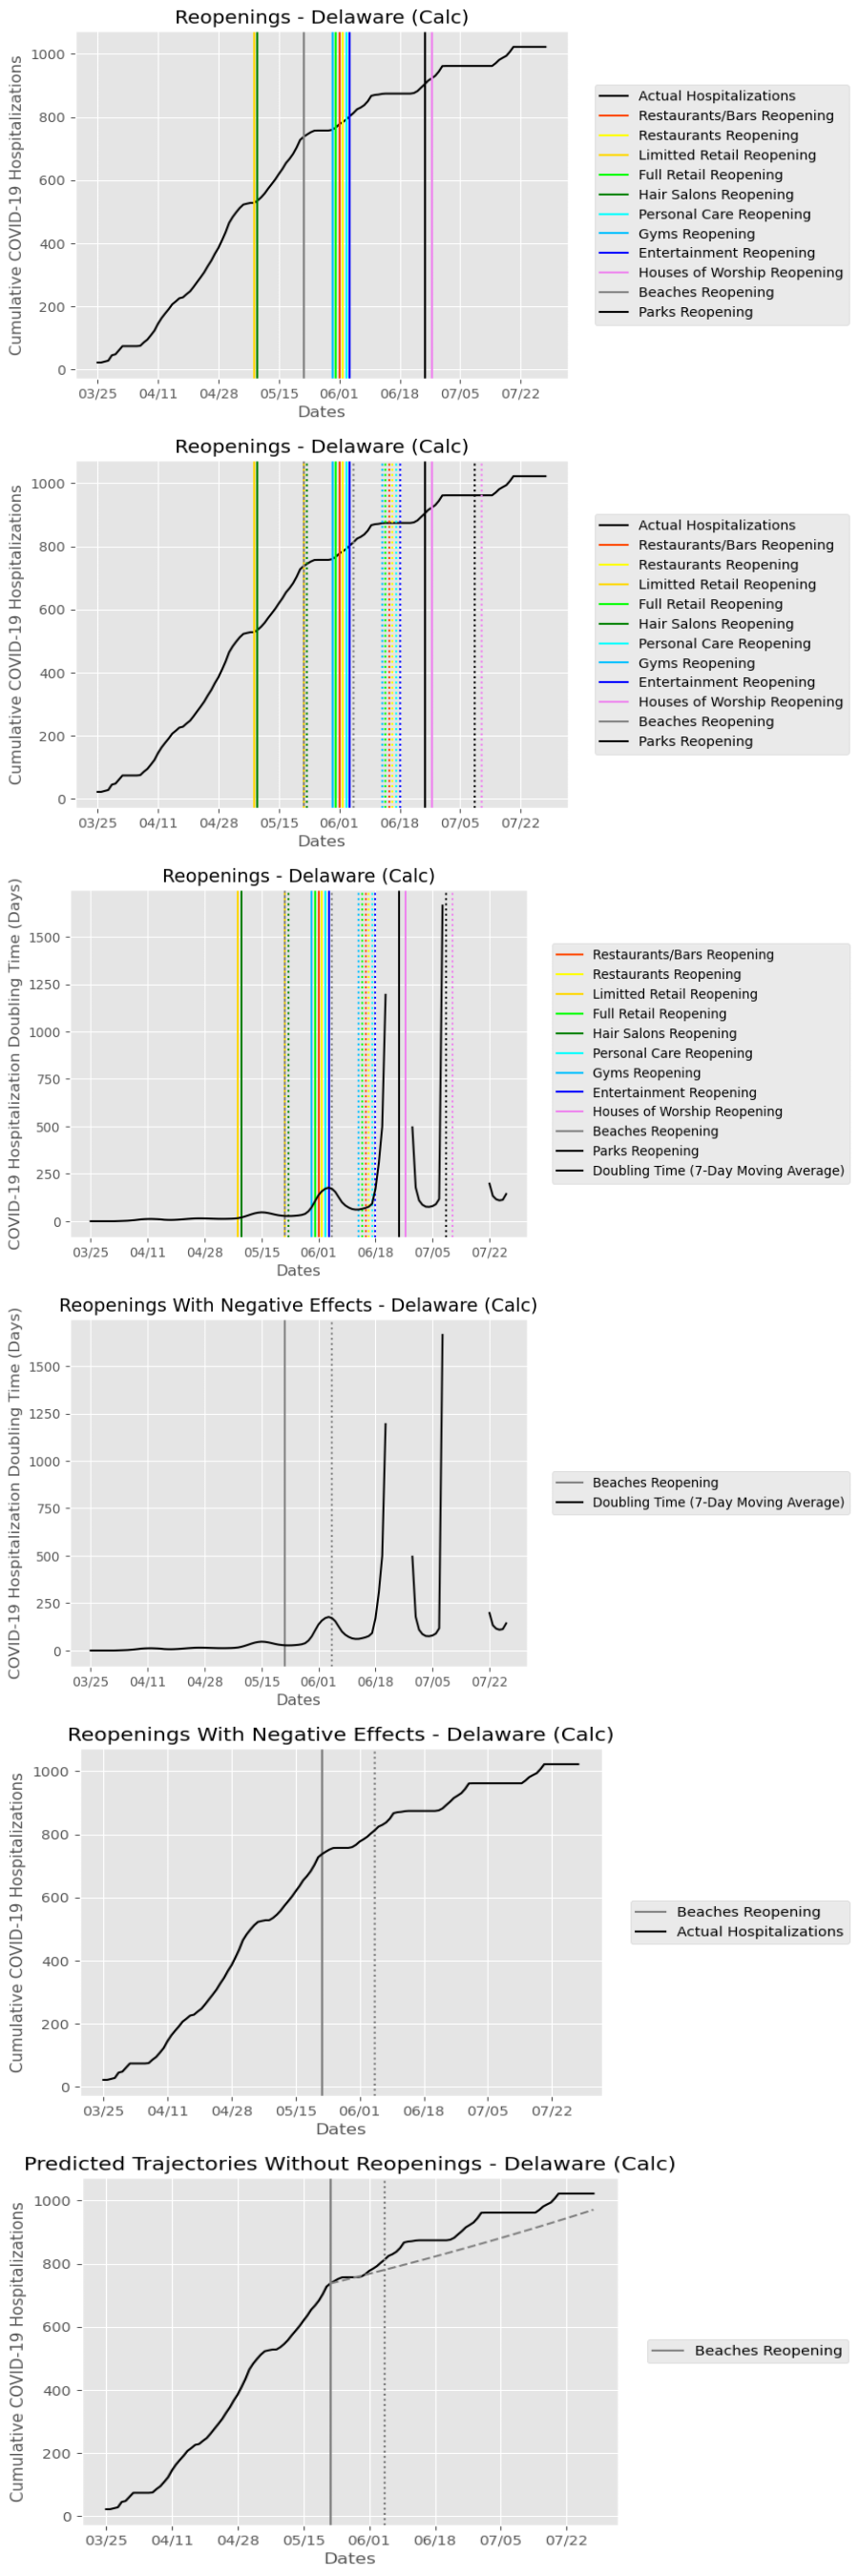 Reopenings - Delaware (Calc)
Cumulative COVID-19 Hospitalizations
1000
800
600
400
200
0
03/25 04/11 04/28 05/15 06/01 06/18 07/05 07/22
Dates
Actual Hospitalizations
Restaurants/Bars Reopening
Restaurants Reopening
Limitted Retail Reopening
Full Retail Reopening
Hair Salons Reopening
Personal Care Reopening
Gyms Reopening
Entertainment Reopening
Houses of Worship Reopening
Beaches Reopening
Parks Reopening
Reopenings - Delaware (Calc)
Cumulative COVID-19 Hospitalizations
1000
800
600
400
200
0
03/25 04/11 04/28 05/15 06/01 06/18 07/05 07/22
Dates
Actual Hospitalizations
Restaurants/Bars Reopening
Restaurants Reopening
Limitted Retail Reopening
Full Retail Reopening
Hair Salons Reopening
Personal Care Reopening
Gyms Reopening
Entertainment Reopening
Houses of Worship Reopening
Beaches Reopening
Parks Reopening
Reopenings - Delaware (Calc)
COVID-19 Hospitalization Doubling Time (Days)
1500
1250
1000
750
500
250
0
03/25 04/11 04/28 05/15 06/01 06/18 07/05 07/22
Dates
Restaurants/Bars Reopening
Restaurants Reopening
Limitted Retail Reopening
Full Retail Reopening
Hair Salons Reopening
Personal Care Reopening
Gyms Reopening
Entertainment Reopening
Houses of Worship Reopening
Beaches Reopening
Parks Reopening
Doubling Time (7-Day Moving Average)
Reopenings With Negative Effects - Delaware (Calc)
COVID-19 Hospitalization Doubling Time (Days)
1500
1250
1000
750
500
250
0
03/25 04/11 04/28 05/15 06/01 06/18 07/05 07/22
Dates
Beaches Reopening
Doubling Time (7-Day Moving Average)
Reopenings With Negative Effects - Delaware (Calc)
Cumulative COVID-19 Hospitalizations
1000
800
600
400
200
0
03/25 04/11 04/28 05/15 06/01 06/18 07/05 07/22
Dates
Beaches Reopening
Actual Hospitalizations
Predicted Trajectories Without Reopenings - Delaware (Calc)
Cumulative COVID-19 Hospitalizations
1000
800
600
400
200
0
03/25 04/11 04/28 05/15 06/01 06/18 07/05 07/22
Dates
Beaches Reopening